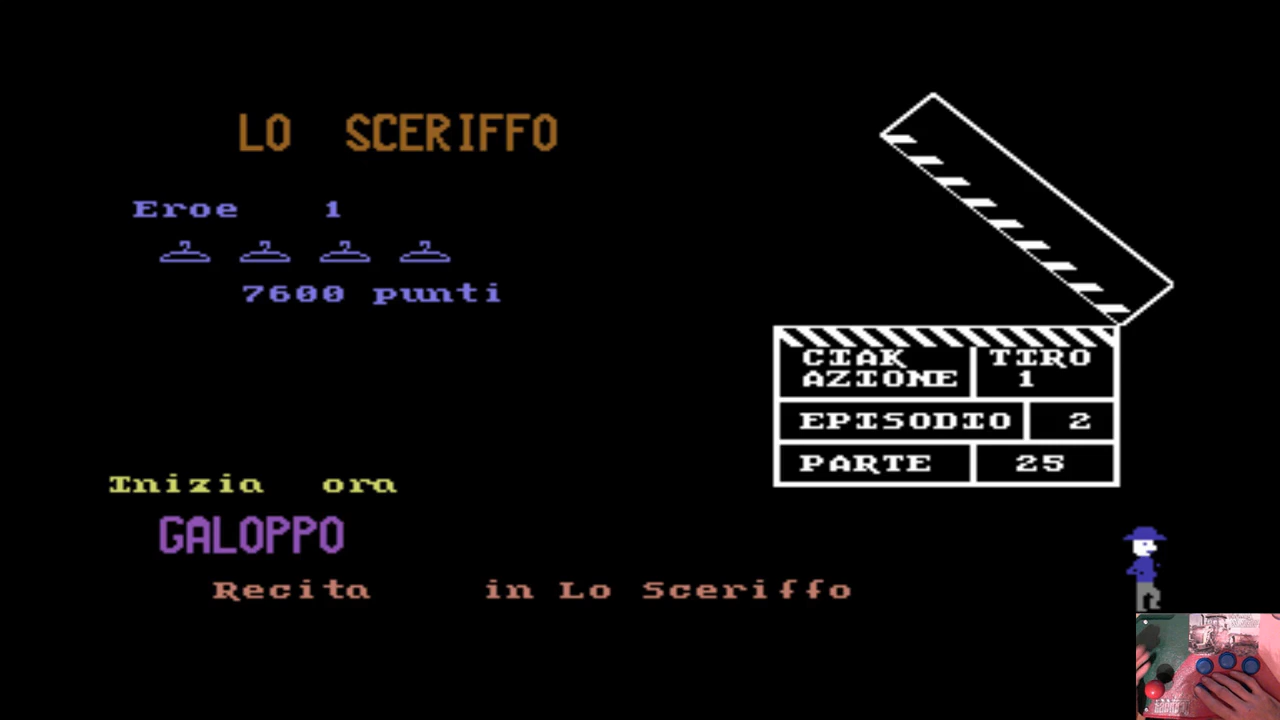 LO SCERIFFO
Eroe 1
7600 punti
CIAK TIRO
AZIONE 1
EPISODIO 2
PARTE 25
Inizia ora
GALOPPO
Recita in Lo Sceriffo